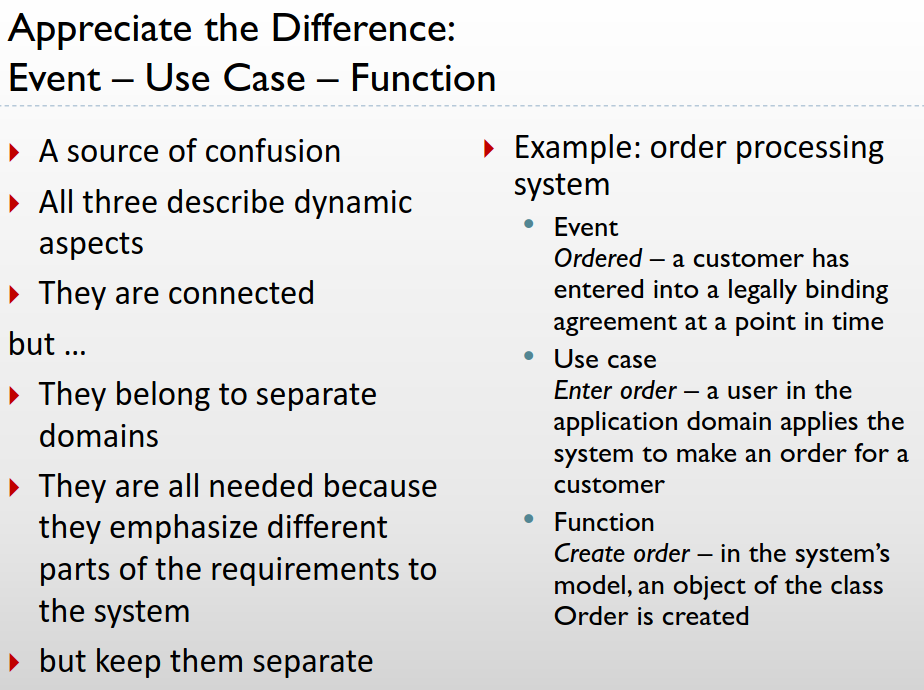 Appreciate the Difference:
Event – Use Case – Function
A source of confusion
All three describe dynamic
aspects
They are connected
but ...
They belong to separate
domains
They are all needed because
they emphasize different
parts of the requirements to
the system
but keep them separate
Example: order processing
system
Event
Ordered – a customer has
entered into a legally binding
agreement at a point in time
Use case
Enter order – a user in the
application domain applies the
system to make an order for a
customer
Function
Create order – in the system's
model, an object of the class
Order is created